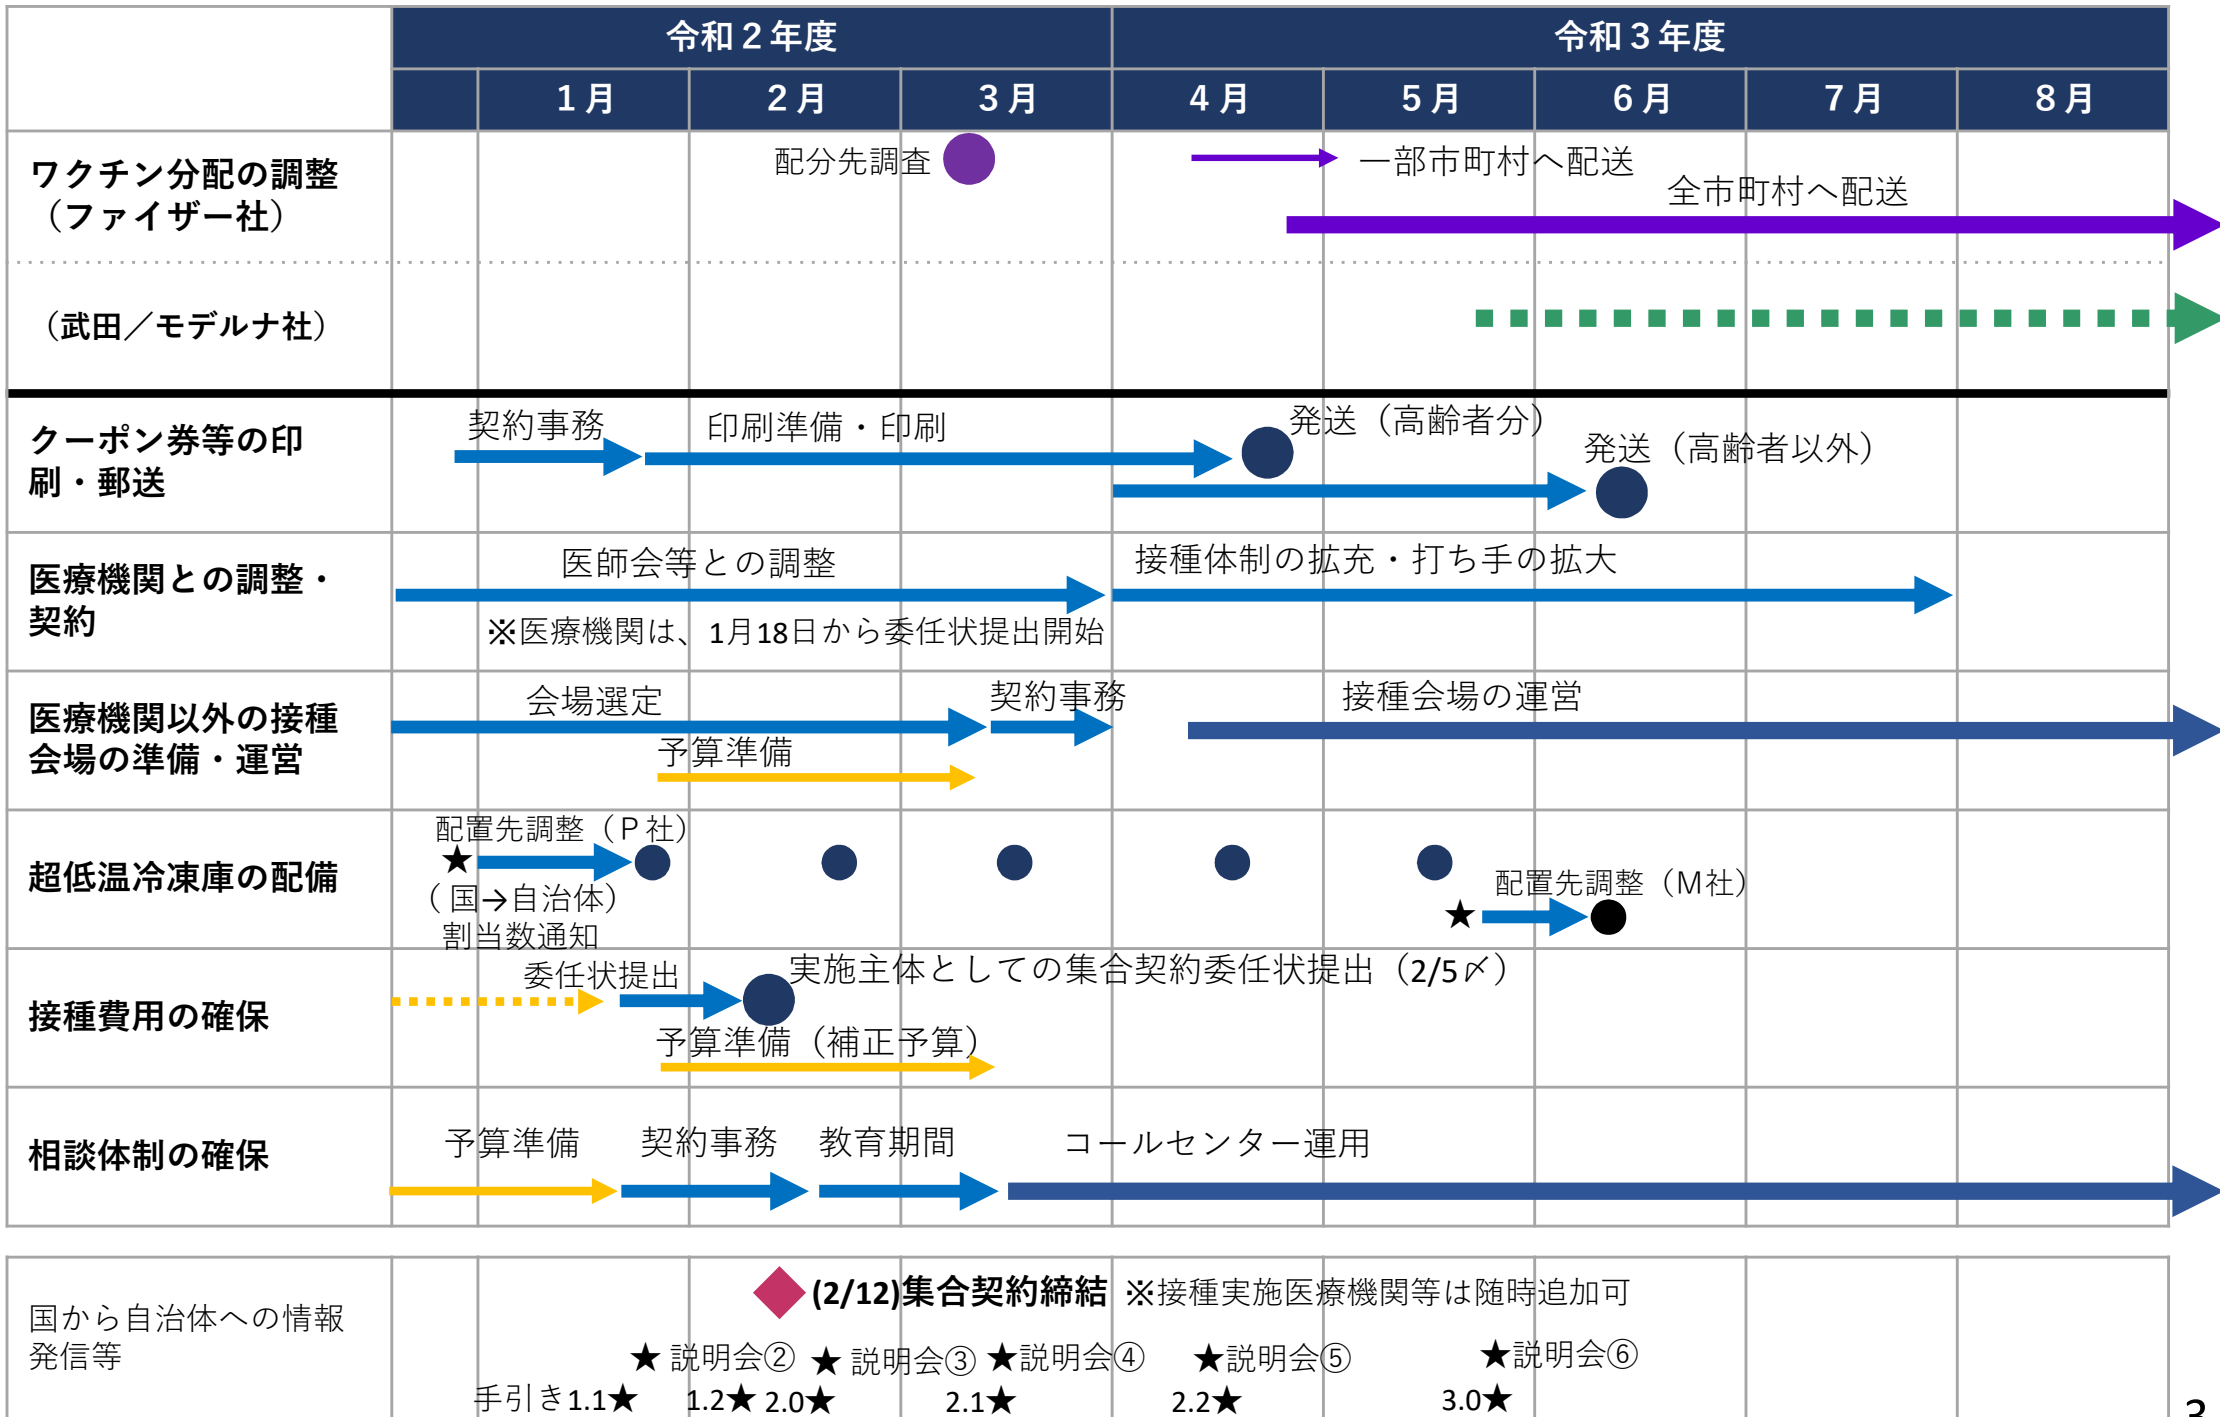 令和２年度
令和３年度
１月
２月
３月
４月
５月
６月
７月
８月
ワクチン分配の調整
（ファイザー社）
配分先調査
一部市町村へ配送
全市町村へ配送
（武田／モデルナ社）
クーポン券等の印
刷・郵送
契約事務
印刷準備・印刷
発送（高齢者分）
発送（高齢者以外）
医療機関との調整・
契約
医師会等との調整
接種体制の拡充・打ち手の拡大
※医療機関は、1月18日から委任状提出開始
医療機関以外の接種
会場の準備・運営
会場選定
契約事務
接種会場の運営
予算準備
超低温冷凍庫の配備
配置先調整（Ｐ社）
★
（国→自治体）
割当数通知
配置先調整（Ｍ社）
★
接種費用の確保
委任状提出
実施主体としての集合契約委任状提出（2/5〆）
予算準備（補正予算）
相談体制の確保
予算準備
契約事務
教育期間
コールセンター運用
国から自治体への情報
発信等
(2/12)集合契約締結 ※接種実施医療機関等は随時追加可
★ 説明会②
★ 説明会③
★説明会④
★説明会⑤
★説明会⑥
手引き1.1★
1.2★
2.0★
2.1★
2.2★
3.0★
3